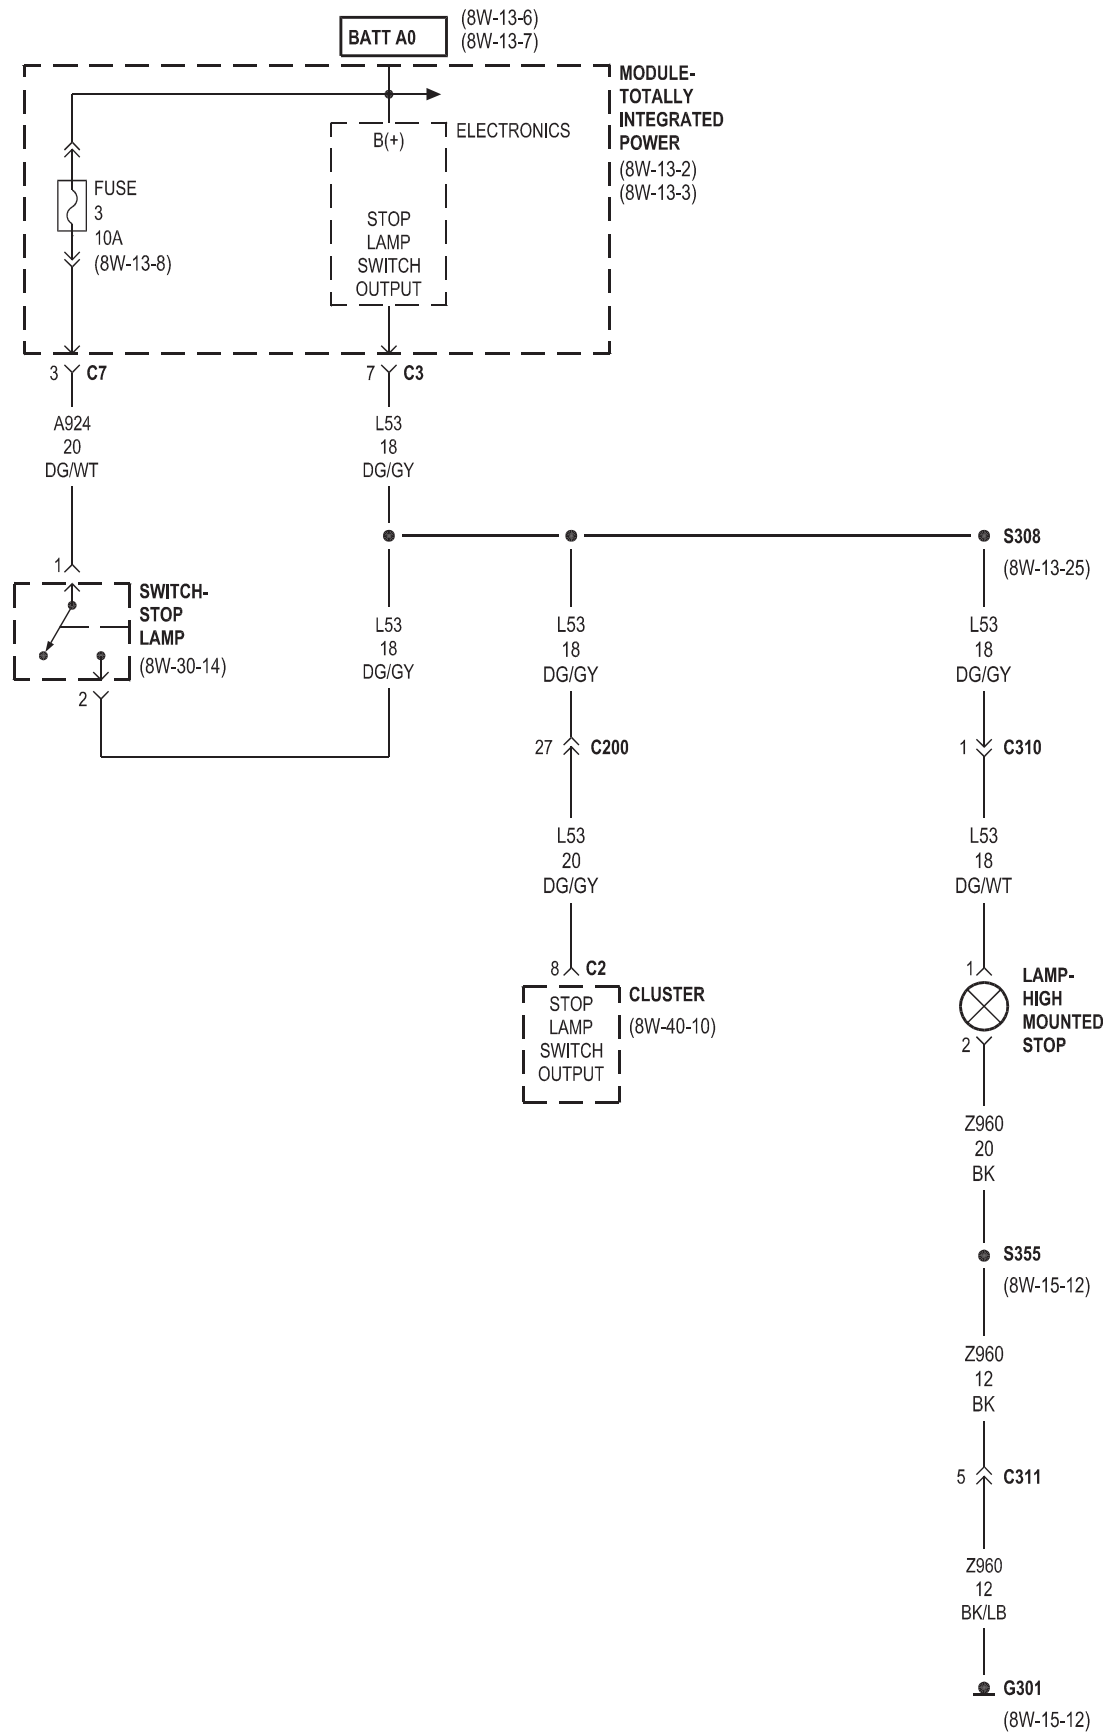 BATT A0
(8W-13-6)
(8W-13-7)
MODULE-
TOTALLY
INTEGRATED
POWER
(8W-13-2)
(8W-13-3)
ELECTRONICS
B(+)
FUSE
3
10A
(8W-13-8)
STOP
LAMP
SWITCH
OUTPUT
3 C7
7 C3
A924
20
DG/WT
L53
18
DG/GY
S308
(8W-13-25)
1
SWITCH-
STOP
LAMP
(8W-30-14)
2
L53
18
DG/GY
L53
18
DG/GY
L53
18
DG/GY
27 C200
1 C310
L53
20
DG/GY
L53
18
DG/WT
8 C2
STOP
LAMP
SWITCH
OUTPUT
CLUSTER
(8W-40-10)
1
LAMP-
HIGH
MOUNTED
STOP
2
Z960
20
BK
S355
(8W-15-12)
Z960
12
BK
5 C311
Z960
12
BK/LB
G301
(8W-15-12)